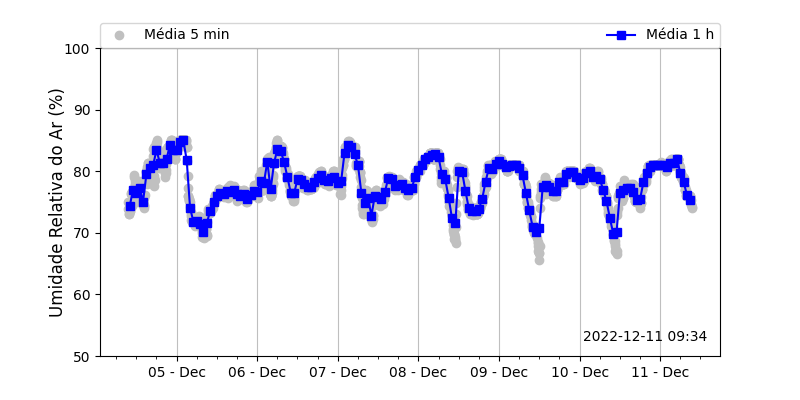 Média 5 min
Média 1 h
Umidade Relativa do Ar (%)
100
90
80
70
60
50
2022-12-11 09:34
05 - Dec
06 - Dec
07 - Dec
08 - Dec
09 - Dec
10 - Dec
11 - Dec